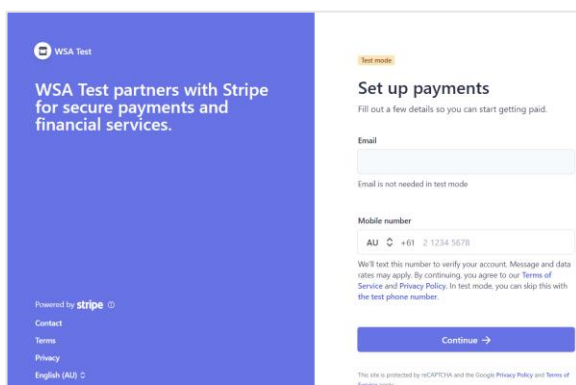 WSA Test
WSA Test partners with Stripe
for secure payments and
financial services.
Powered by stripe
Contact
Terms
Privacy
English (AU)
Test mode
Set up payments
Fill out a few details so you can start getting paid.
Email
Email is not needed in test mode
Mobile number
AU +61 2 1234 5678
We'll text this number to verify your account. Message and data
rates may apply. By continuing, you agree to our Terms of
Service and Privacy Policy. In test mode, you can skip this with
the test phone number.
Continue →
This site is protected by reCAPTCHA and the Google Privacy Policy and Terms of
Service apply.